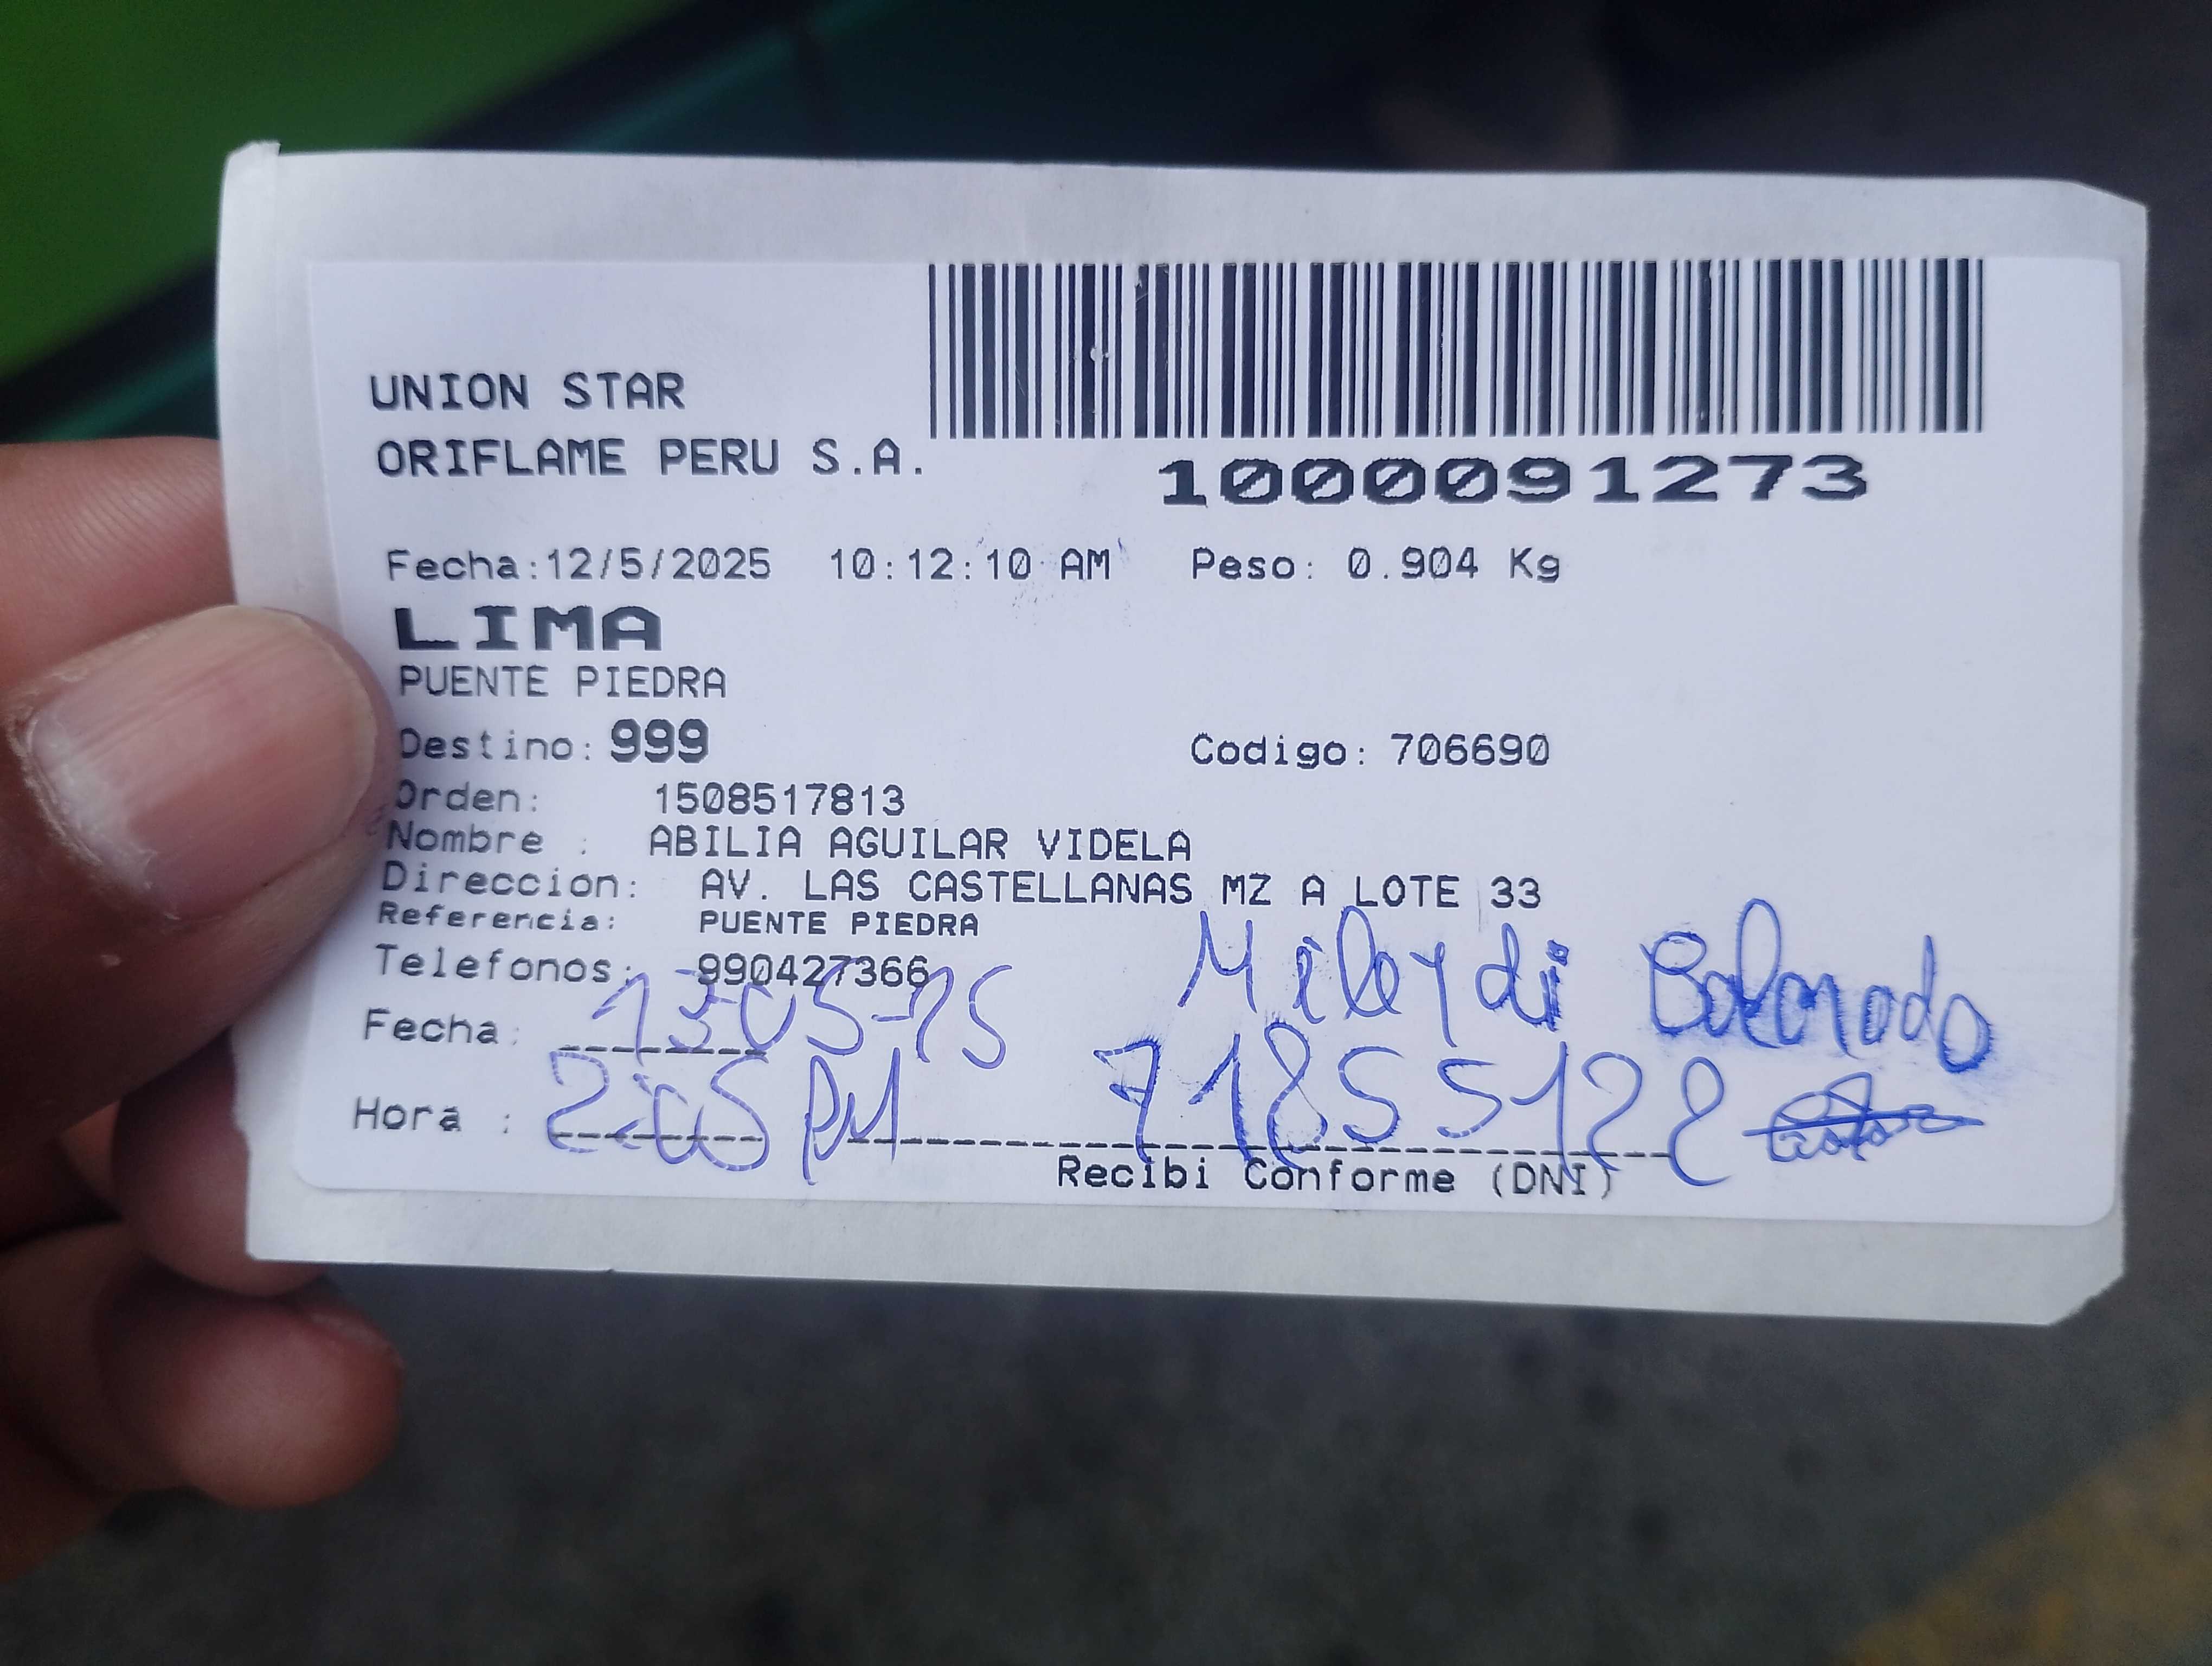 UNION STAR
ORIFLAME PERU S.A.
1000091273
Fecha:12/5/2025 10:12:10 AM Peso: 0.904 Kg
LIMA
PUENTE PIEDRA
Destino: 999 Codigo: 706690
Orden: 1508517813
Nombre : ABILIA AGUILAR VIDELA
Direccion: AV. LAS CASTELLANAS MZ A LOTE 33
Referencia: PUENTE PIEDRA
Telefonos: 990427366
Mileydi
Fecha: 13-05-25
Hora : 2:05 PM 71855122
Recibi Conforme (DNI)